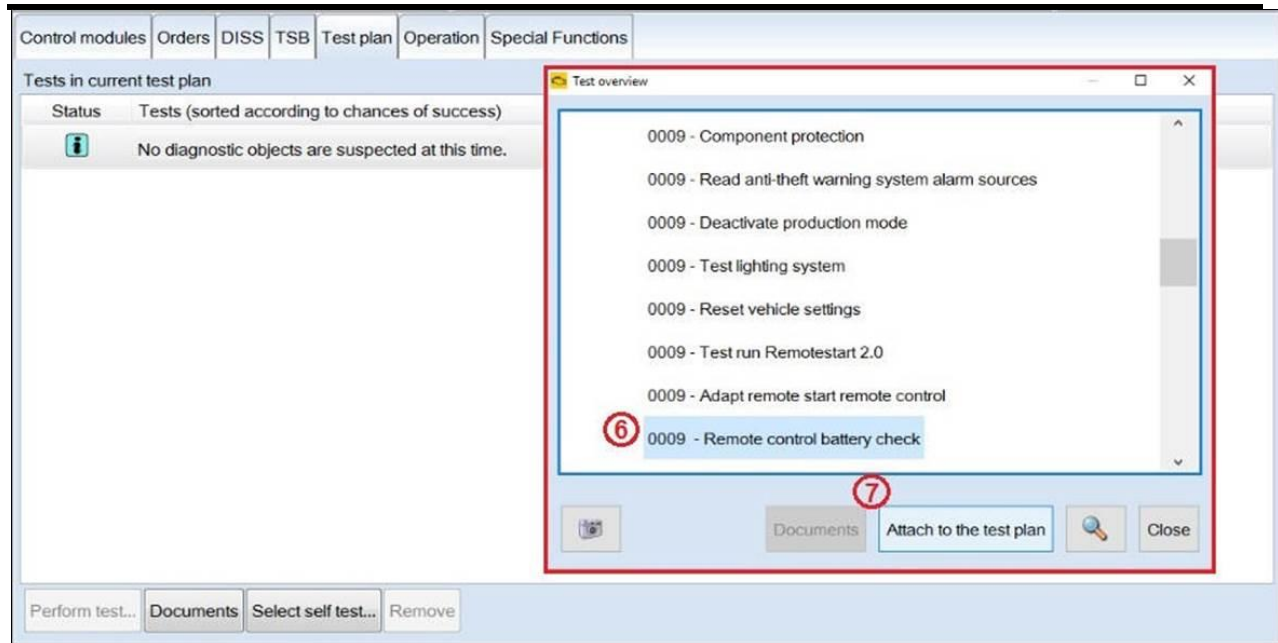 Control modules Orders DISS TSB Test plan Operation Special Functions
Tests in current test plan
Status Tests (sorted according to chances of success)
No diagnostic objects are suspected at this time.
Test overview
0009 - Component protection
0009 - Read anti-theft warning system alarm sources
0009 - Deactivate production mode
0009 - Test lighting system
0009 - Reset vehicle settings
0009 - Test run Remotestart 2.0
0009 - Adapt remote start remote control
6 0009 - Remote control battery check
7
Documents Attach to the test plan Close
Perform test... Documents Select self test... Remove